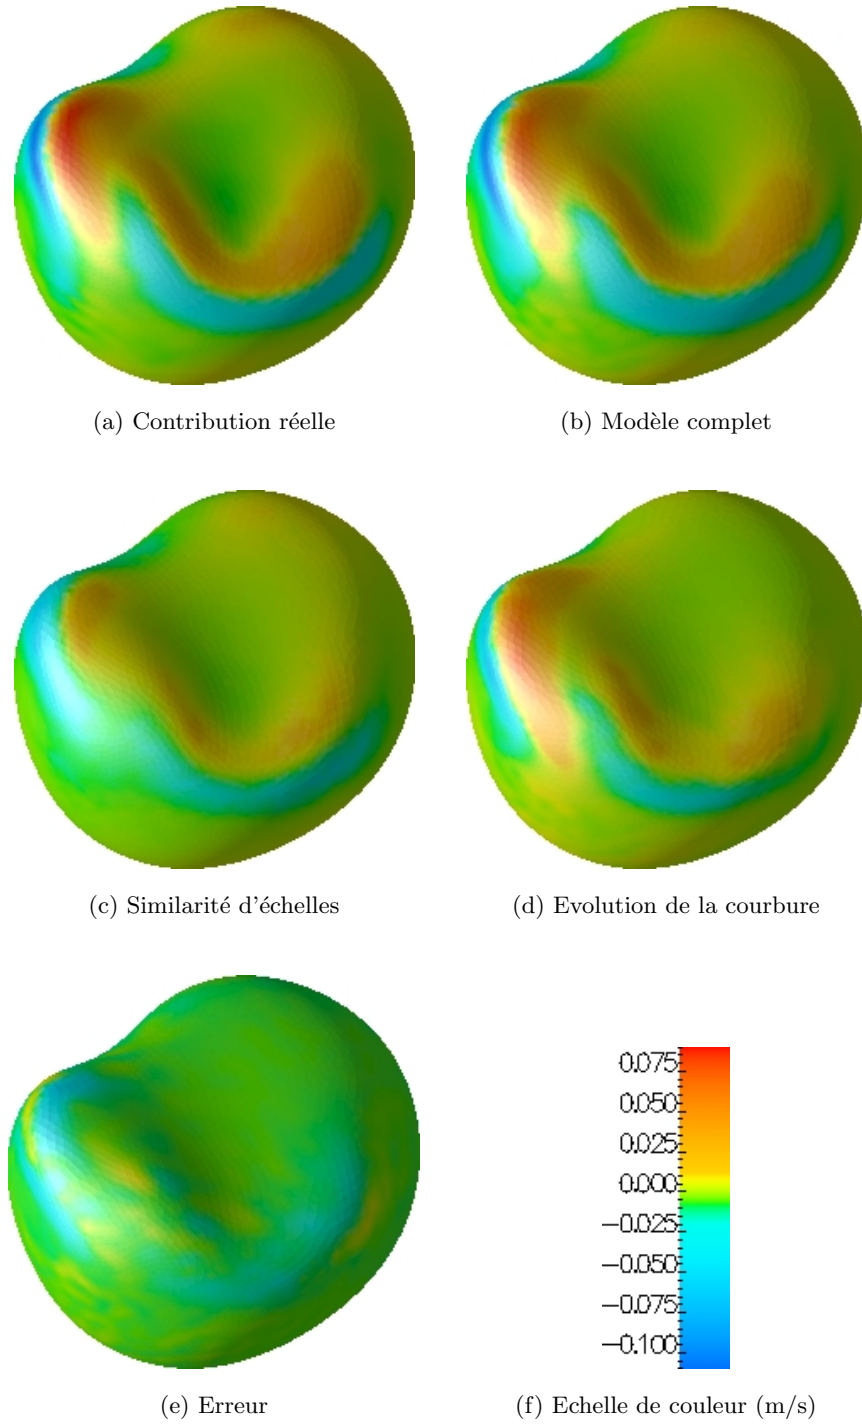 (a) Contribution réelle
(b) Modèle complet
(c) Similarité d'échelles
(d) Evolution de la courbure
0.075
0.050
0.025
0.000
−0.025
−0.050
−0.075
−0.100
(e) Erreur
(f) Echelle de couleur (m/s)